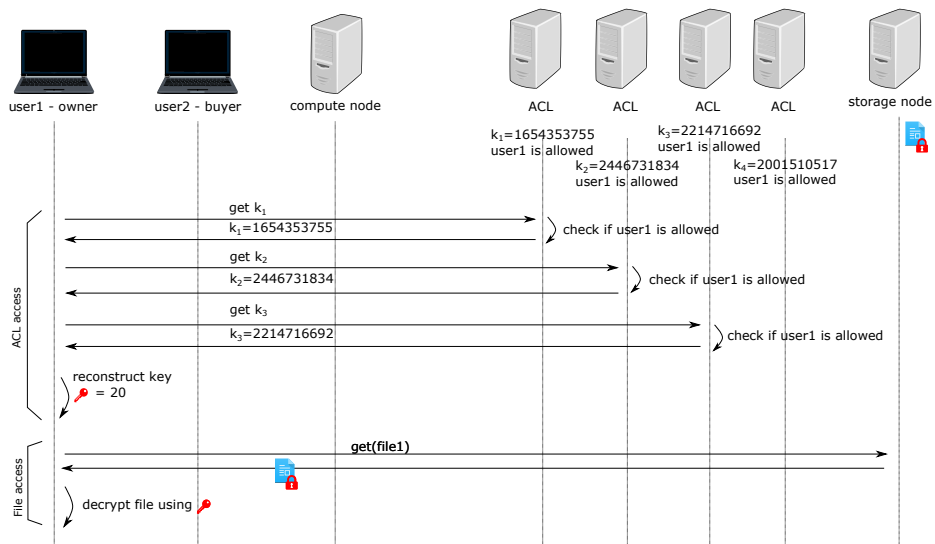 user1 - owner
user2 - buyer
compute node
ACL
ACL
ACL
ACL
storage node
k₁=1654353755
user1 is allowed
k₂=2446731834
user1 is allowed
k₃=2214716692
user1 is allowed
k₄=2001510517
user1 is allowed
ACL access
get k₁
k₁=1654353755
check if user1 is allowed
get k₂
k₂=2446731834
check if user1 is allowed
get k₃
k₃=2214716692
check if user1 is allowed
reconstruct key
= 20
File access
get(file1)
decrypt file using